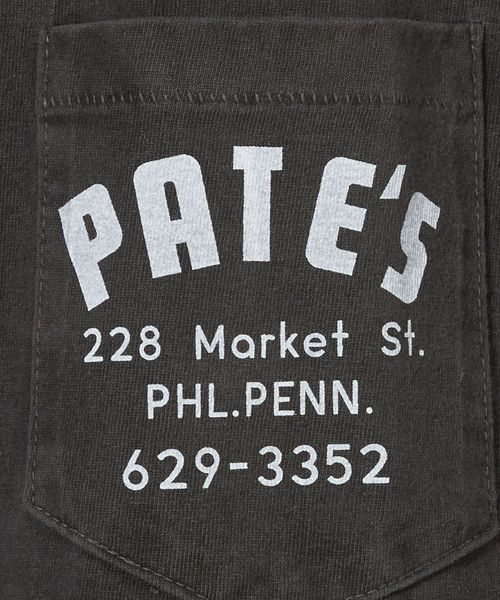 PATE'S
228 Market St.
PHL.PENN.
629-3352